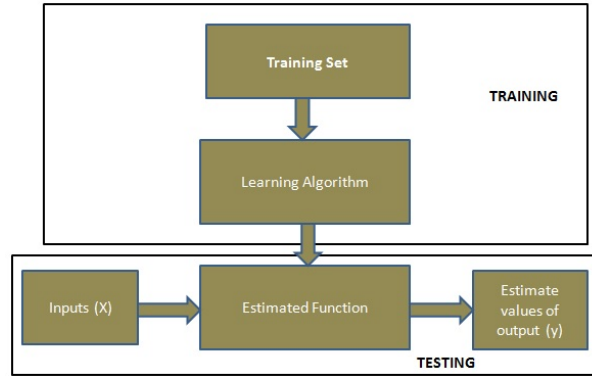 Training Set
TRAINING
Learning Algorithm
Inputs (X)
Estimated Function
Estimate
values of
output (y)
TESTING